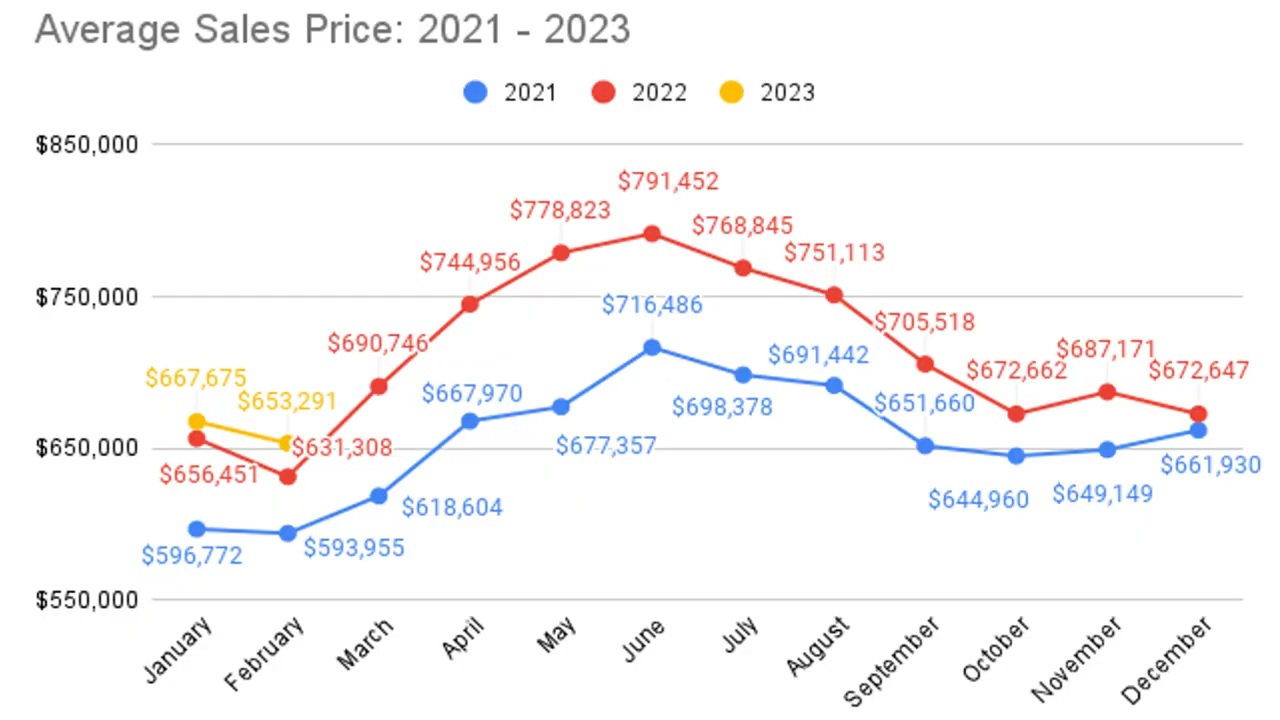 Average Sales Price: 2021 - 2023
2021 2022 2023
$850,000
$791,452
$778,823
$768,845
$751,113
$744,956
$750,000
$716,486
$705,518
$690,746
$687,171
$691,442
$672,662
$672,647
$667,675
$667,970
$653,291
$698,378
$651,660
$650,000
$631,308
$677,357
$656,451
$661,930
$618,604
$644,960
$649,149
$596,772
$593,955
$550,000
January
February
March
April
May
June
July
August
September
October
November
December